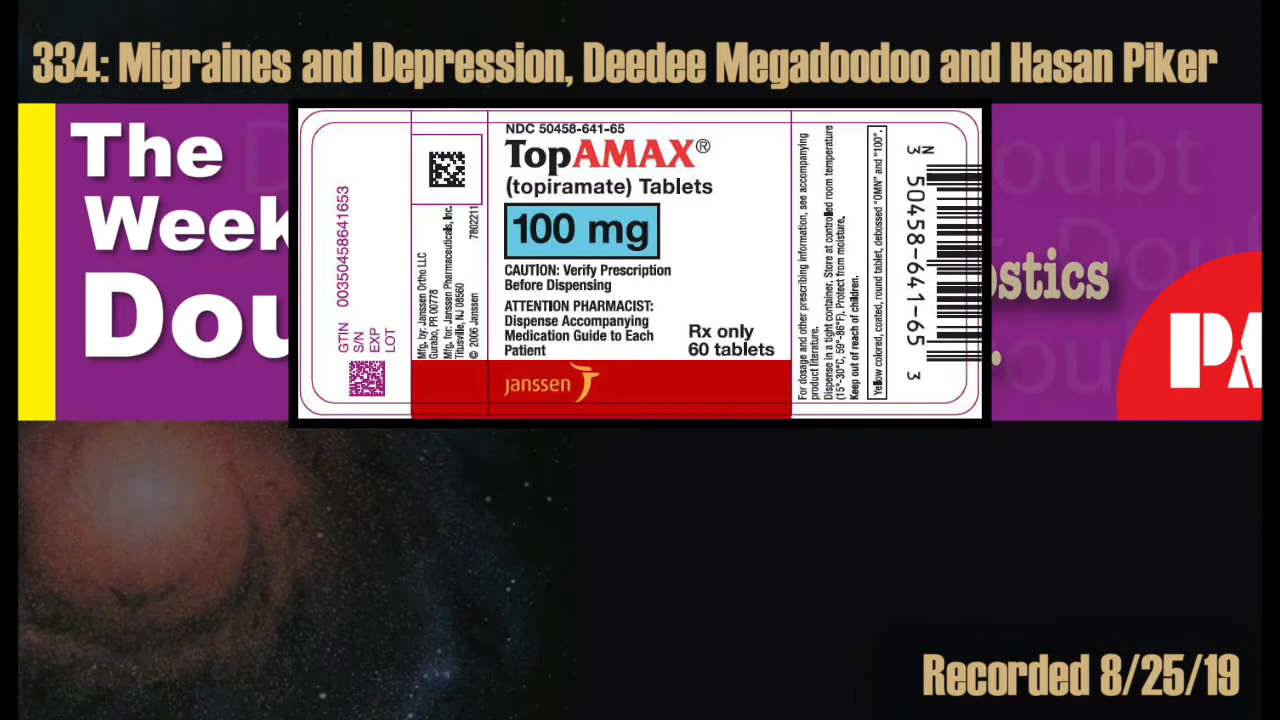 334: Migraines and Depression, Deedee Megadoodoo and Hasan Piker
The
Week
Dou
GTIN 00350458641653
S/N
EXP
LOT
Mfg. by: Janssen Ortho LLC
Gurabo, PR 00778
Mfg. for: Janssen Pharmaceuticals, Inc.
Titusville, NJ 08560
© 2006 Janssen 7802211
NDC 50458-641-65
TopAMAX®
(topiramate) Tablets
100 mg
CAUTION: Verify Prescription
Before Dispensing
ATTENTION PHARMACIST:
Dispense Accompanying
Medication Guide to Each
Patient
Rx only
60 tablets
janssen
For dosage and other prescribing information, see accompanying
product literature.
Dispense in a tight container. Store at controlled room temperature
(15°-30°C, 59°-86°F). Protect from moisture.
Keep out of reach of children.
Yellow colored, coated, round tablet, debossed "OMN" and "100".
N
3 50458-641-65 3
oubt
ostics
PA
Recorded 8/25/19